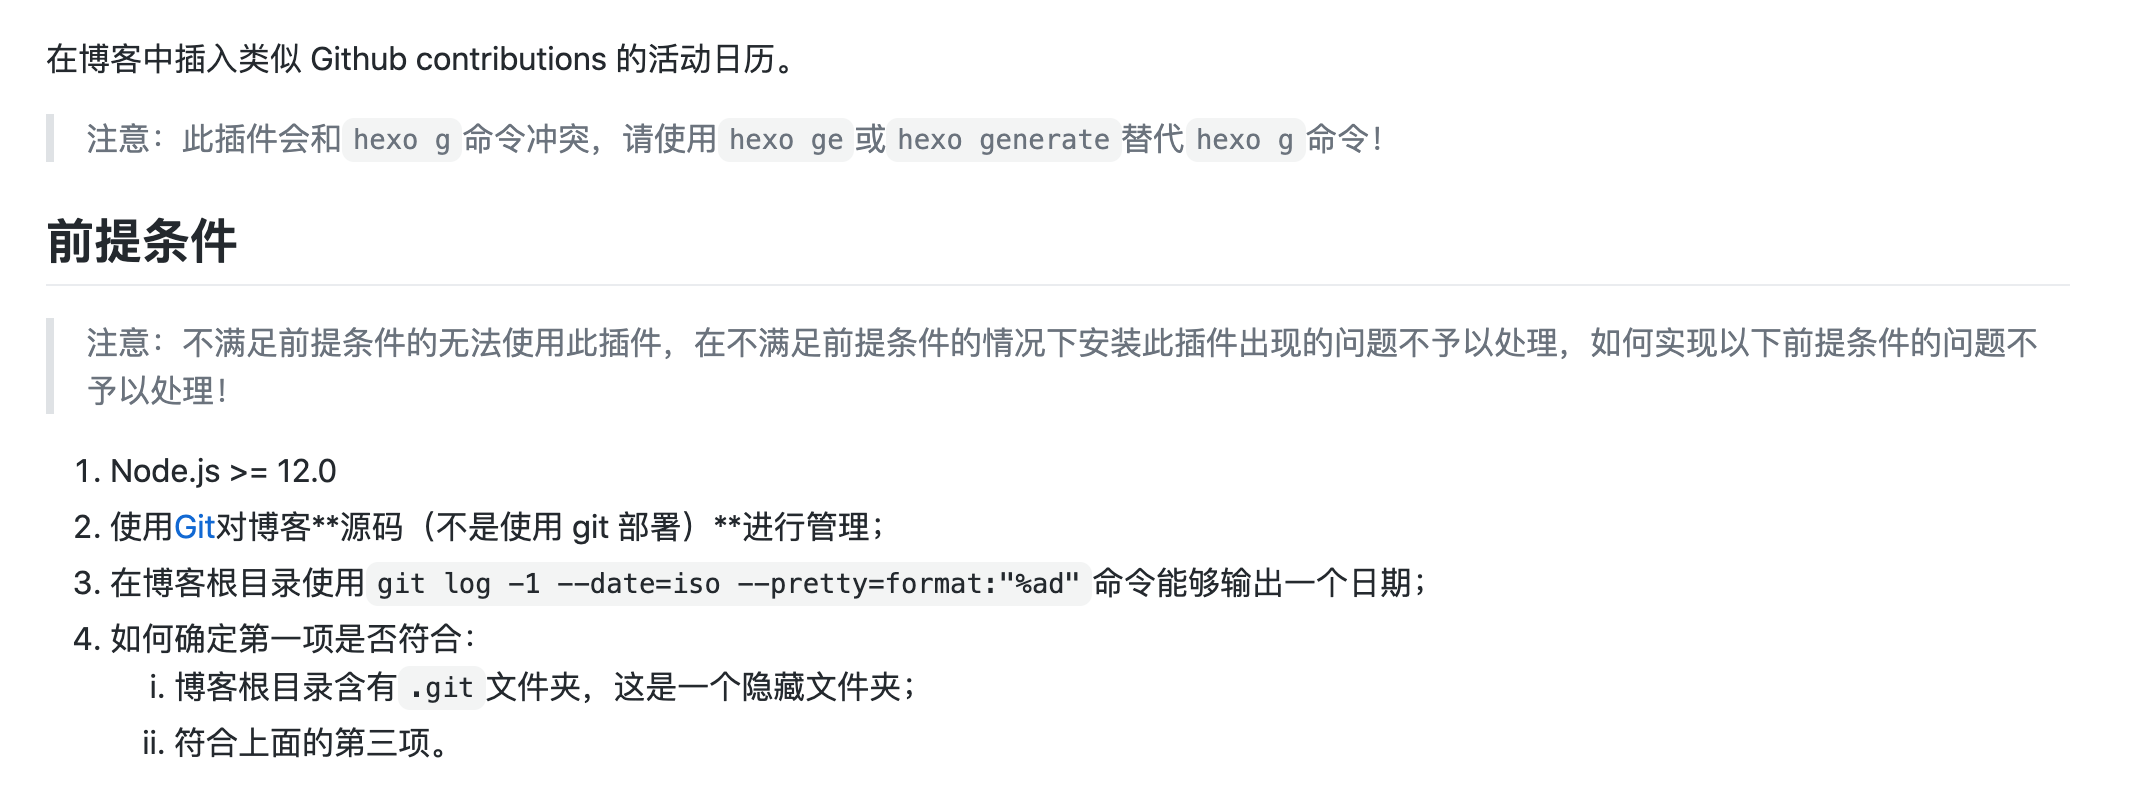 在博客中插入类似 Github contributions 的活动日历。
注意：此插件会和 hexo g 命令冲突，请使用 hexo ge 或 hexo generate 替代 hexo g 命令！
前提条件
注意：不满足前提条件的无法使用此插件，在不满足前提条件的情况下安装此插件出现的问题不予以处理，如何实现以下前提条件的问题不
予以处理！
1. Node.js >= 12.0
2. 使用Git对博客**源码（不是使用 git 部署）**进行管理；
3. 在博客根目录使用 git log -1 --date=iso --pretty=format:"%ad" 命令能够输出一个日期；
4. 如何确定第一项是否符合：
i. 博客根目录含有 .git 文件夹，这是一个隐藏文件夹；
ii. 符合上面的第三项。